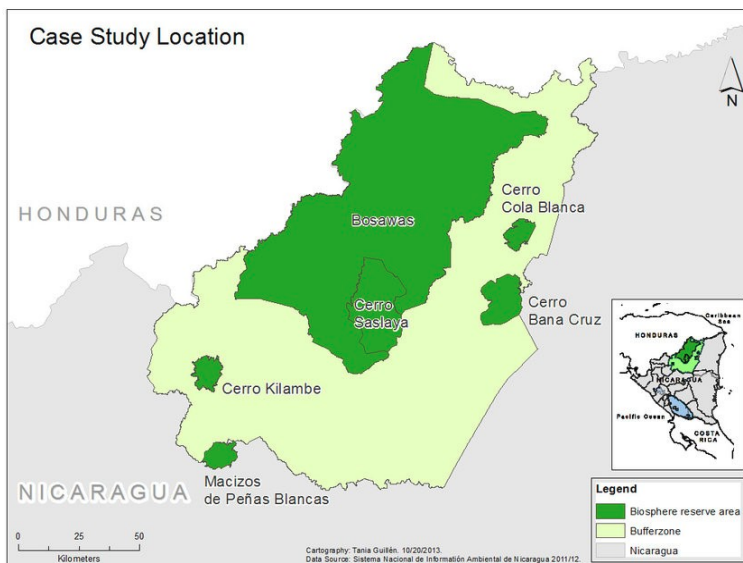 Case Study Location
N
HONDURAS
Bosawas
Cerro
Cola Blanca
Cerro
Saslaya
Cerro
Bana Cruz
Cerro Kilambe
Macizos
de Peñas Blancas
NICARAGUA
0 25 50
Kilometers
Cartography: Tania Guillén. 10/20/2013.
Data Source: Sistema Nacional de Información Ambiental de Nicaragua 2011/12.
Caribbean
Sea
HONDURAS
NICARAGUA
Pacific Ocean
COSTA
RICA
Legend
Biosphere reserve area
Bufferzone
Nicaragua